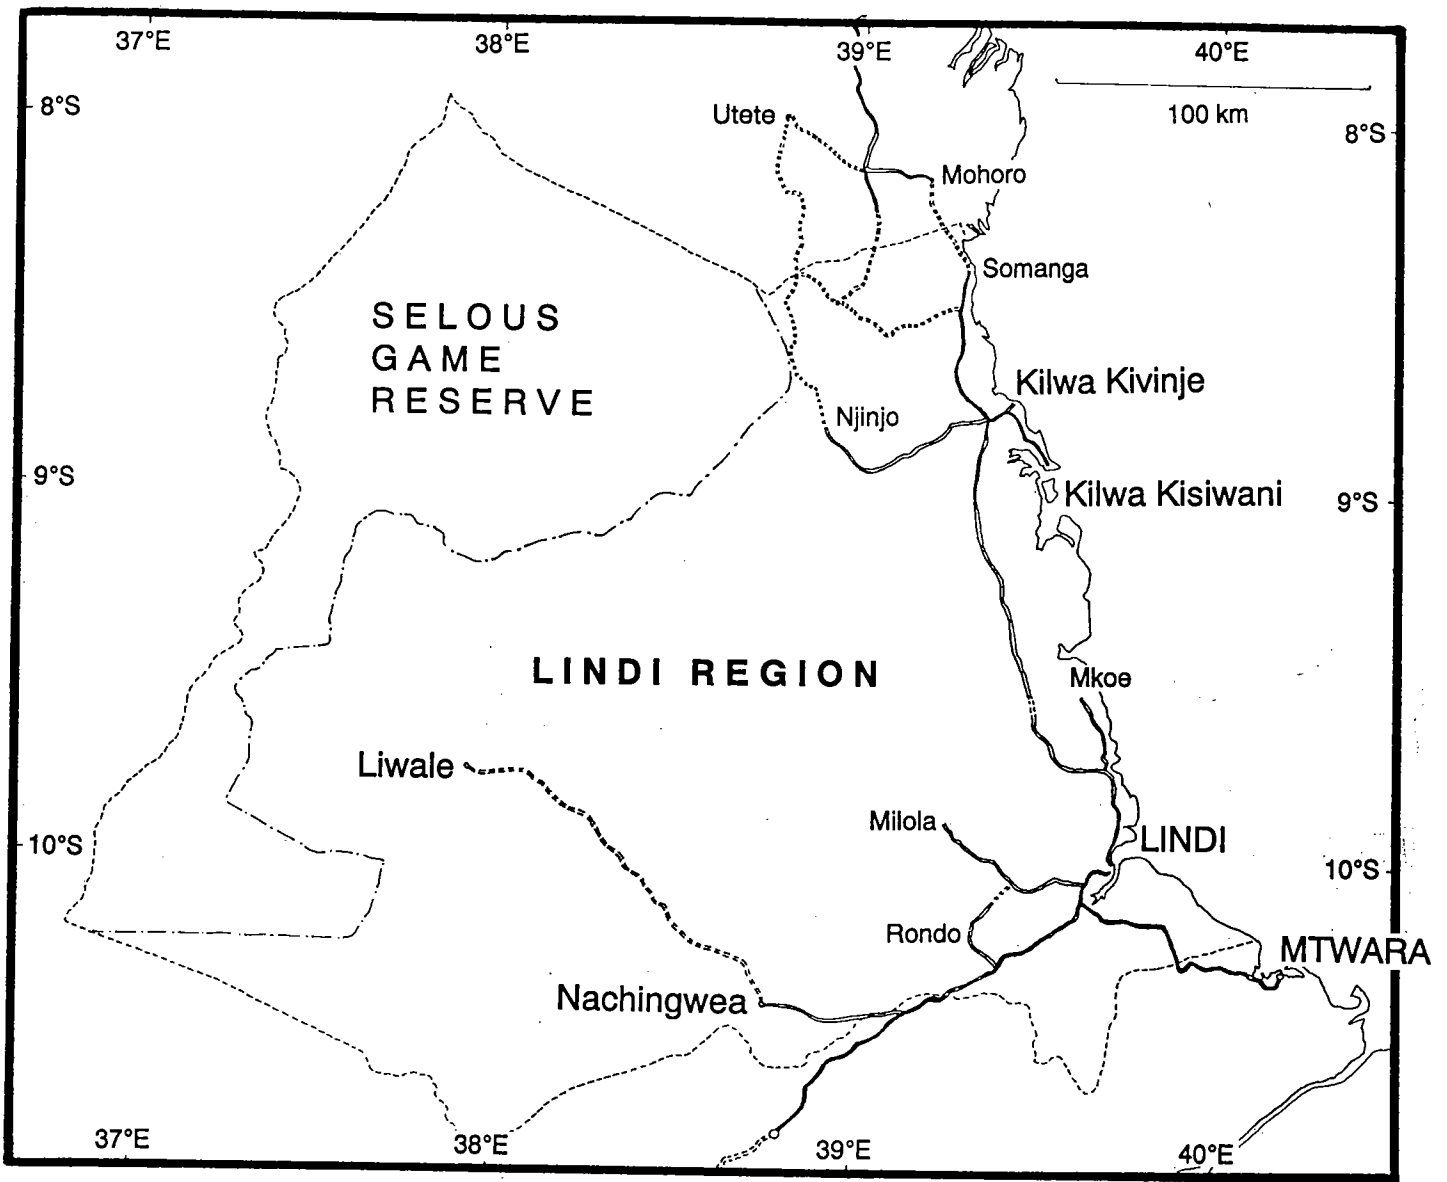 37°E
38°E
39°E
40°E
8°S
100 km
8°S
Utete
Mohoro
Somanga
SELOUS
GAME
RESERVE
Kilwa Kivinje
Njinjo
9°S
Kilwa Kisiwani
9°S
LINDI REGION
Mkoe
Liwale
Milola
LINDI
10°S
10°S
Rondo
MTWARA
Nachingwea
37°E
38°E
39°E
40°E